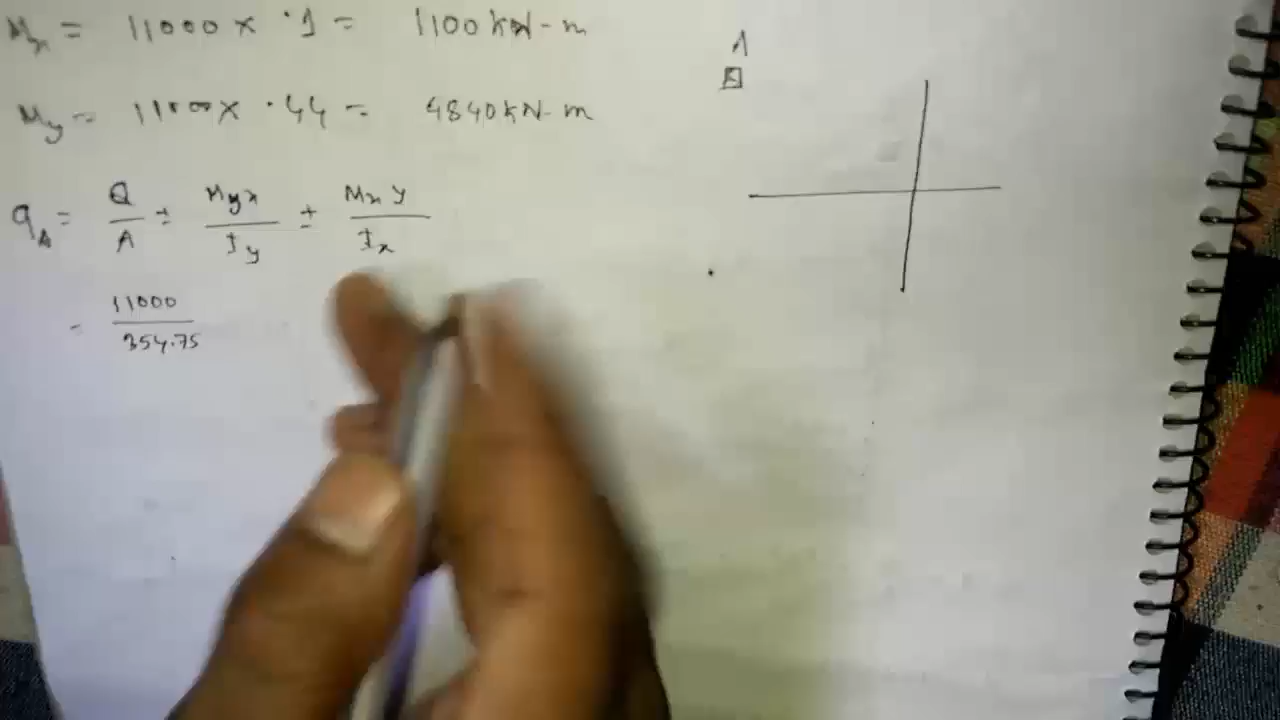 Mx = 11000 x .1 = 1100 kN-m
My = 11000 x .44 = 4840 kN-m
qA = Q/A ± Myx/Iy ± Mxy/Ix
= 11000/354.75
A